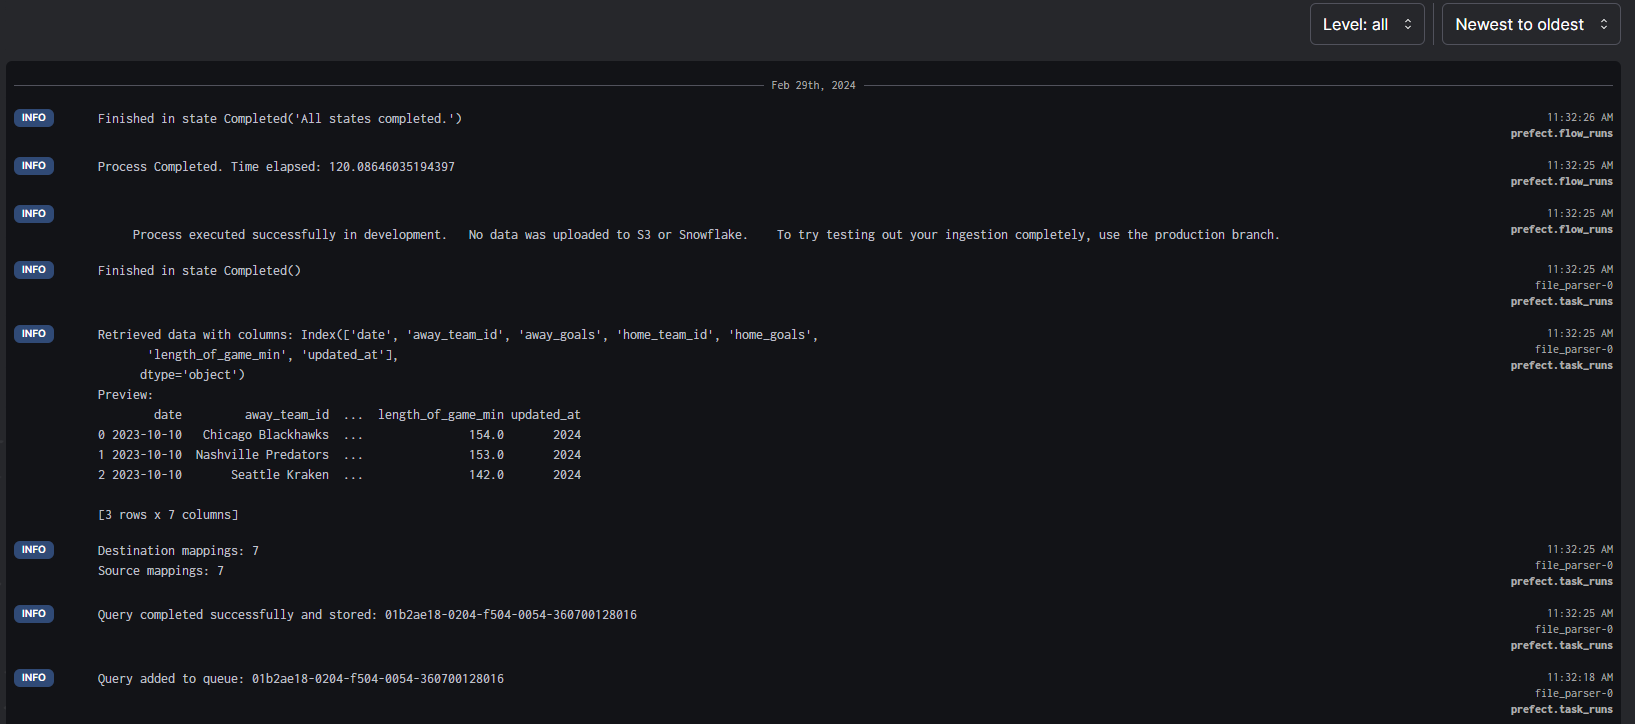 Level: all Newest to oldest
Feb 29th, 2024
INFO Finished in state Completed('All states completed.') 11:32:26 AM
prefect.flow_runs
INFO Process Completed. Time elapsed: 120.08646035194397 11:32:25 AM
prefect.flow_runs
INFO 11:32:25 AM
Process executed successfully in development. No data was uploaded to S3 or Snowflake. To try testing out your ingestion completely, use the production branch. prefect.flow_runs
INFO Finished in state Completed() 11:32:25 AM
file_parser-0
prefect.task_runs
INFO Retrieved data with columns: Index(['date', 'away_team_id', 'away_goals', 'home_team_id', 'home_goals', 11:32:25 AM
'length_of_game_min', 'updated_at'], file_parser-0
dtype='object') prefect.task_runs
Preview:
date away_team_id ... length_of_game_min updated_at
0 2023-10-10 Chicago Blackhawks ... 154.0 2024
1 2023-10-10 Nashville Predators ... 153.0 2024
2 2023-10-10 Seattle Kraken ... 142.0 2024
[3 rows x 7 columns]
INFO Destination mappings: 7 11:32:25 AM
Source mappings: 7 file_parser-0
prefect.task_runs
INFO Query completed successfully and stored: 01b2ae18-0204-f504-0054-360700128016 11:32:25 AM
file_parser-0
prefect.task_runs
INFO Query added to queue: 01b2ae18-0204-f504-0054-360700128016 11:32:18 AM
file_parser-0
prefect.task_runs